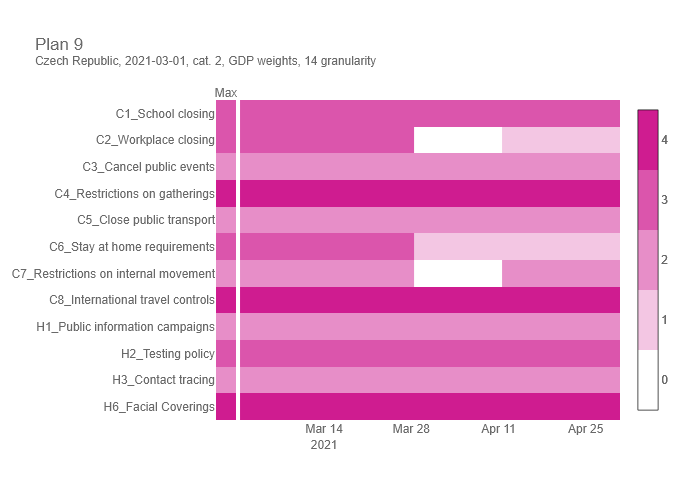 Plan 9
Czech Republic, 2021-03-01, cat. 2, GDP weights, 14 granularity
Max
C1_School closing
C2_Workplace closing
C3_Cancel public events
C4_Restrictions on gatherings
C5_Close public transport
C6_Stay at home requirements
C7_Restrictions on internal movement
C8_International travel controls
H1_Public information campaigns
H2_Testing policy
H3_Contact tracing
H6_Facial Coverings
Mar 14
2021
Mar 28
Apr 11
Apr 25
4
3
2
1
0